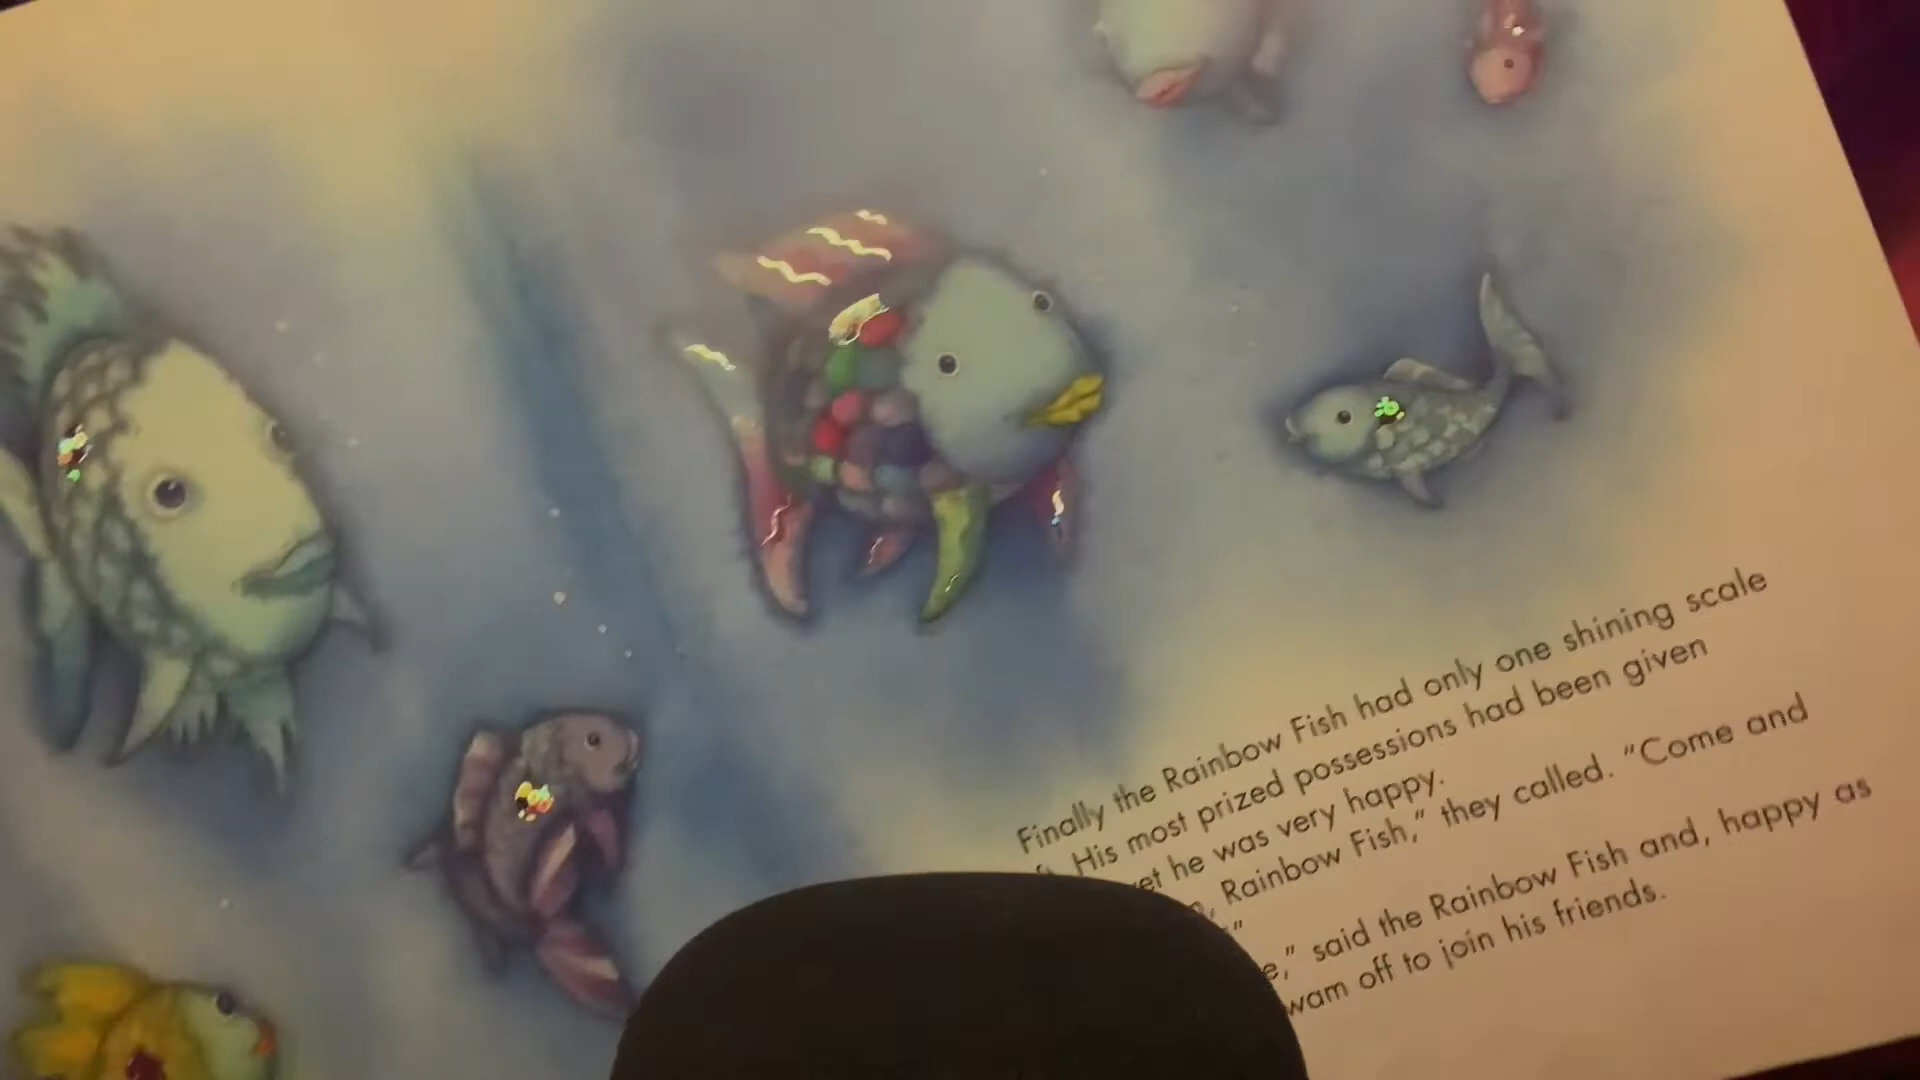 Finally the Rainbow Fish had only one shining scale
His most prized possessions had been given
he was very happy.
Rainbow Fish," they called. "Come and
said the Rainbow Fish and, happy as
off to join his friends.